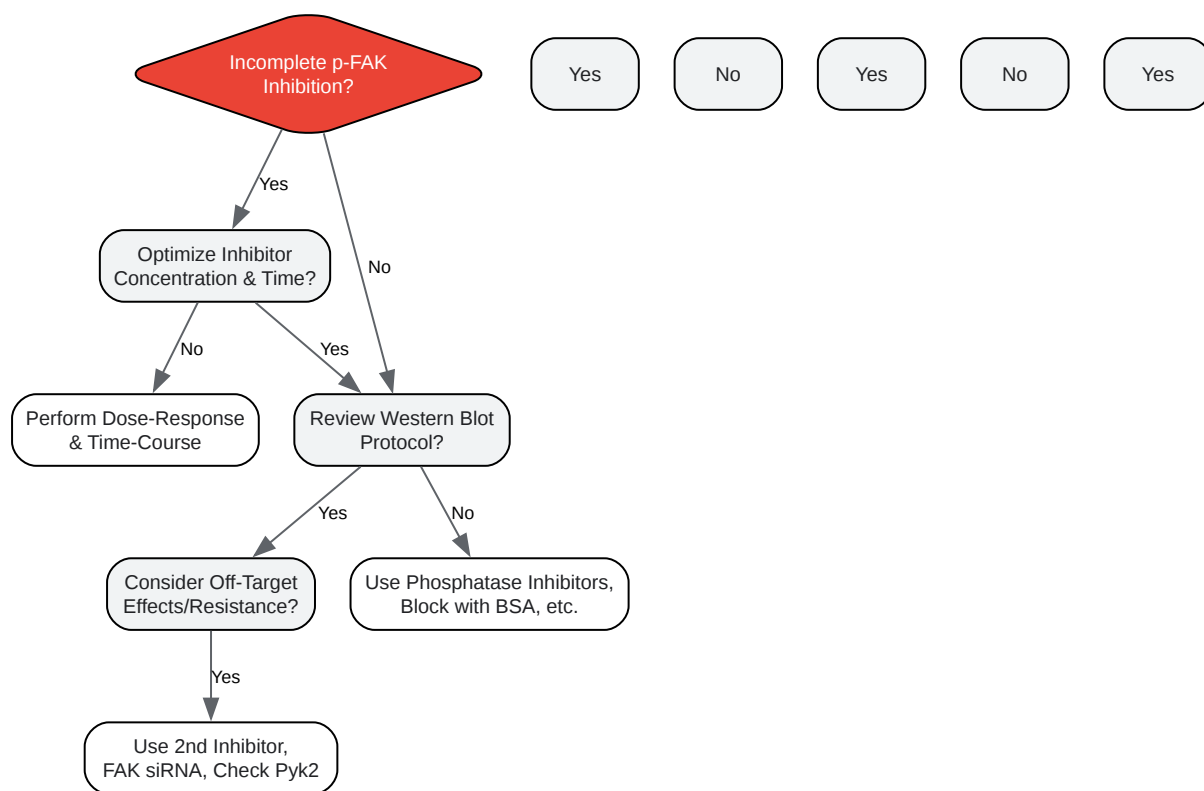 Incomplete p-FAK
Inhibition?
Yes
No
Yes
No
Yes
Yes
Optimize Inhibitor
Concentration & Time?
No
No
Yes
Perform Dose-Response
& Time-Course
Review Western Blot
Protocol?
Yes
No
Consider Off-Target
Effects/Resistance?
Use Phosphatase Inhibitors,
Block with BSA, etc.
Yes
Use 2nd Inhibitor,
FAK siRNA, Check Pyk2